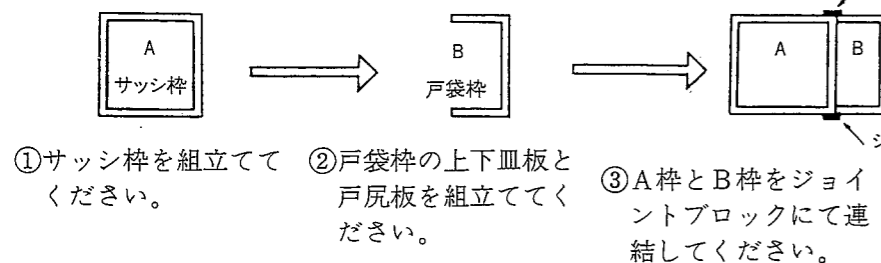 A
サッシ枠
B
戸袋枠
A
B
①サッシ枠を組立てて
ください。
②戸袋枠の上下皿板と
戸尻板を組立ててく
ださい。
③A枠とB枠をジョイ
ントブロックにて連
結してください。